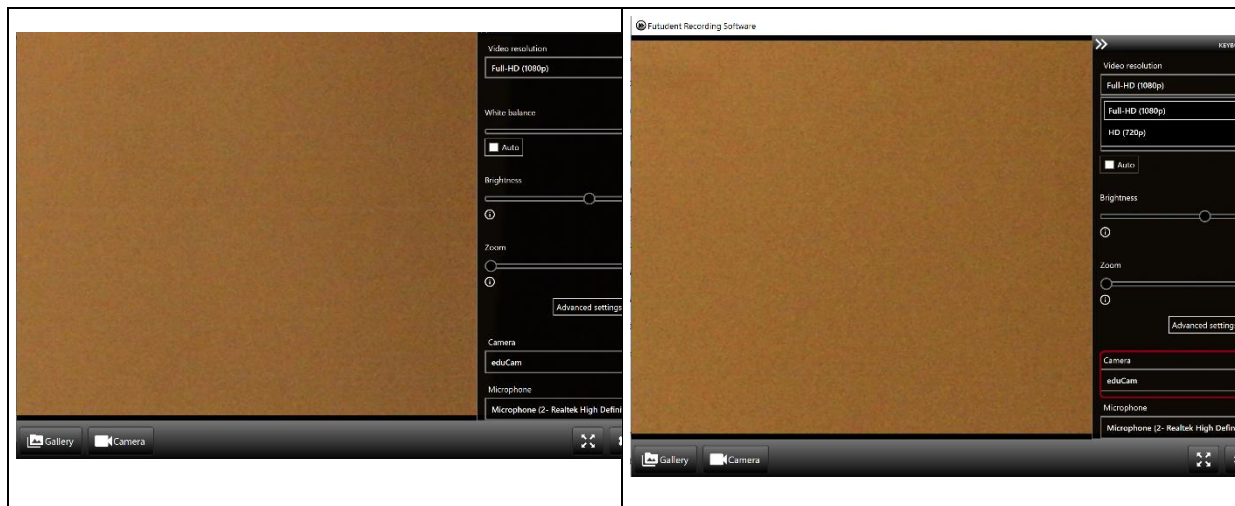 Video resolution
Full-HD (1080p)
White balance
Auto
Brightness
Zoom
Advanced settings
Camera
eduCam
Microphone
Microphone (2- Realtek High Defini
Gallery
Camera
Futudent Recording Software
Video resolution
Full-HD (1080p)
Full-HD (1080p)
HD (720p)
Auto
Brightness
Zoom
Advanced setting
Camera
eduCam
Microphone
Microphone (2- Realtek High Defin
Gallery
Camera